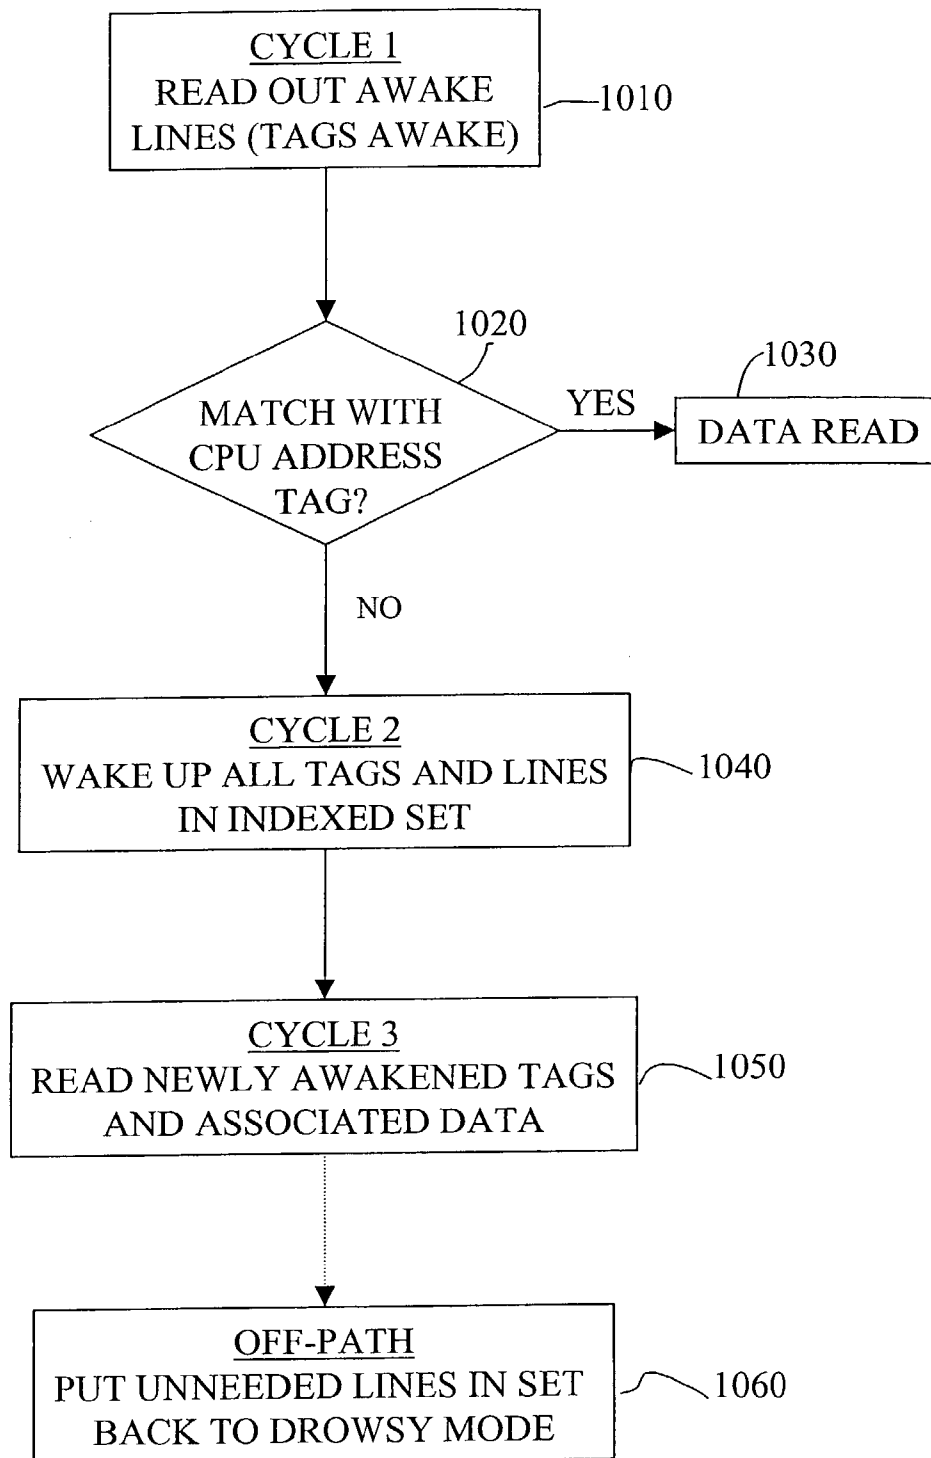 CYCLE 1
READ OUT AWAKE
LINES (TAGS AWAKE)
1010
1020
MATCH WITH
CPU ADDRESS
TAG?
YES
1030
DATA READ
NO
CYCLE 2
WAKE UP ALL TAGS AND LINES
IN INDEXED SET
1040
CYCLE 3
READ NEWLY AWAKENED TAGS
AND ASSOCIATED DATA
1050
OFF-PATH
PUT UNNEEDED LINES IN SET
BACK TO DROWSY MODE
1060